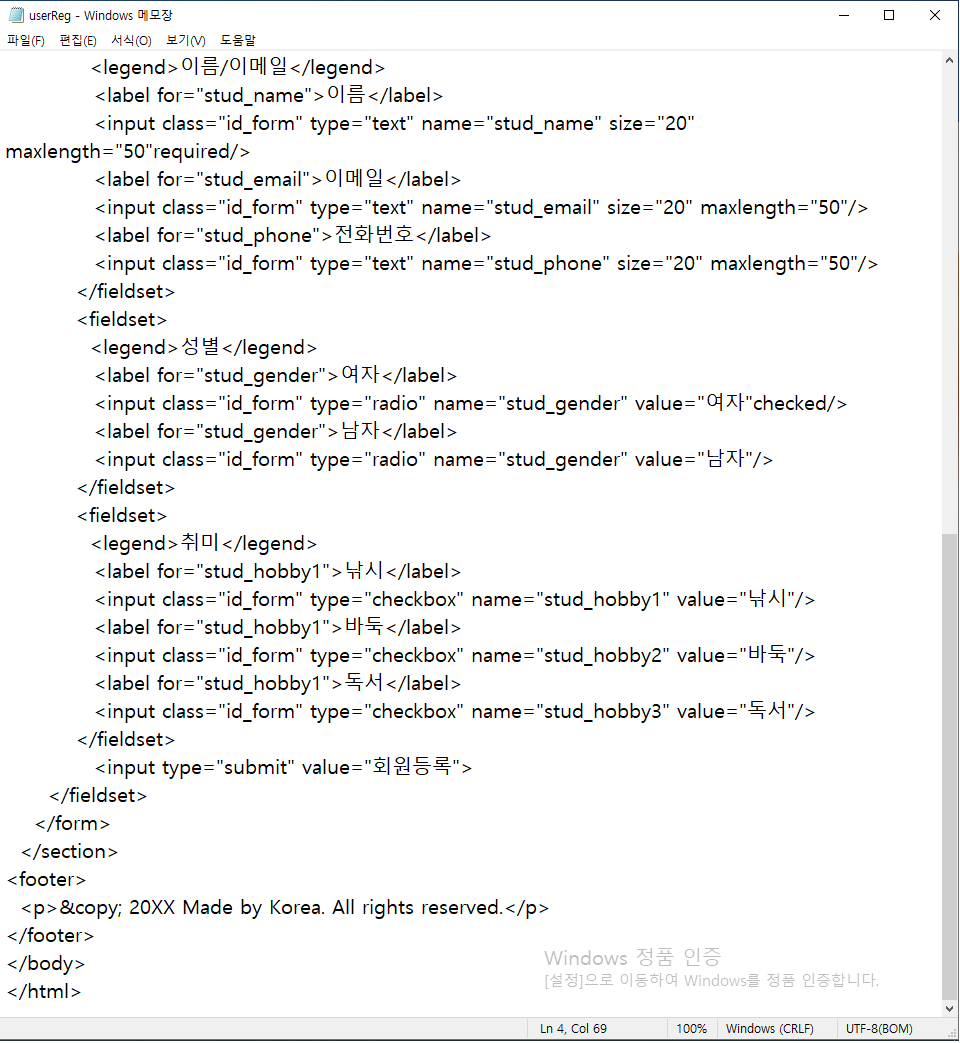 userReg - Windows 메모장
파일(F) 편집(E) 서식(O) 보기(V) 도움말
<legend>이름/이메일</legend>
<label for="stud_name">이름</label>
<input class="id_form" type="text" name="stud_name" size="20"
maxlength="50"required/>
<label for="stud_email">이메일</label>
<input class="id_form" type="text" name="stud_email" size="20" maxlength="50"/>
<label for="stud_phone">전화번호</label>
<input class="id_form" type="text" name="stud_phone" size="20" maxlength="50"/>
</fieldset>
<fieldset>
<legend>성별</legend>
<label for="stud_gender">여자</label>
<input class="id_form" type="radio" name="stud_gender" value="여자"checked/>
<label for="stud_gender">남자</label>
<input class="id_form" type="radio" name="stud_gender" value="남자"/>
</fieldset>
<fieldset>
<legend>취미</legend>
<label for="stud_hobby1">낚시</label>
<input class="id_form" type="checkbox" name="stud_hobby1" value="낚시"/>
<label for="stud_hobby1">바둑</label>
<input class="id_form" type="checkbox" name="stud_hobby2" value="바둑"/>
<label for="stud_hobby1">독서</label>
<input class="id_form" type="checkbox" name="stud_hobby3" value="독서"/>
</fieldset>
<input type="submit" value="회원등록">
</fieldset>
</form>
</section>
<footer>
<p>&copy; 20XX Made by Korea. All rights reserved.</p>
</footer>
</body>
</html>
Windows 정품 인증
[설정]으로 이동하여 Windows를 정품 인증합니다.
Ln 4, Col 69 100% Windows (CRLF) UTF-8(BOM)